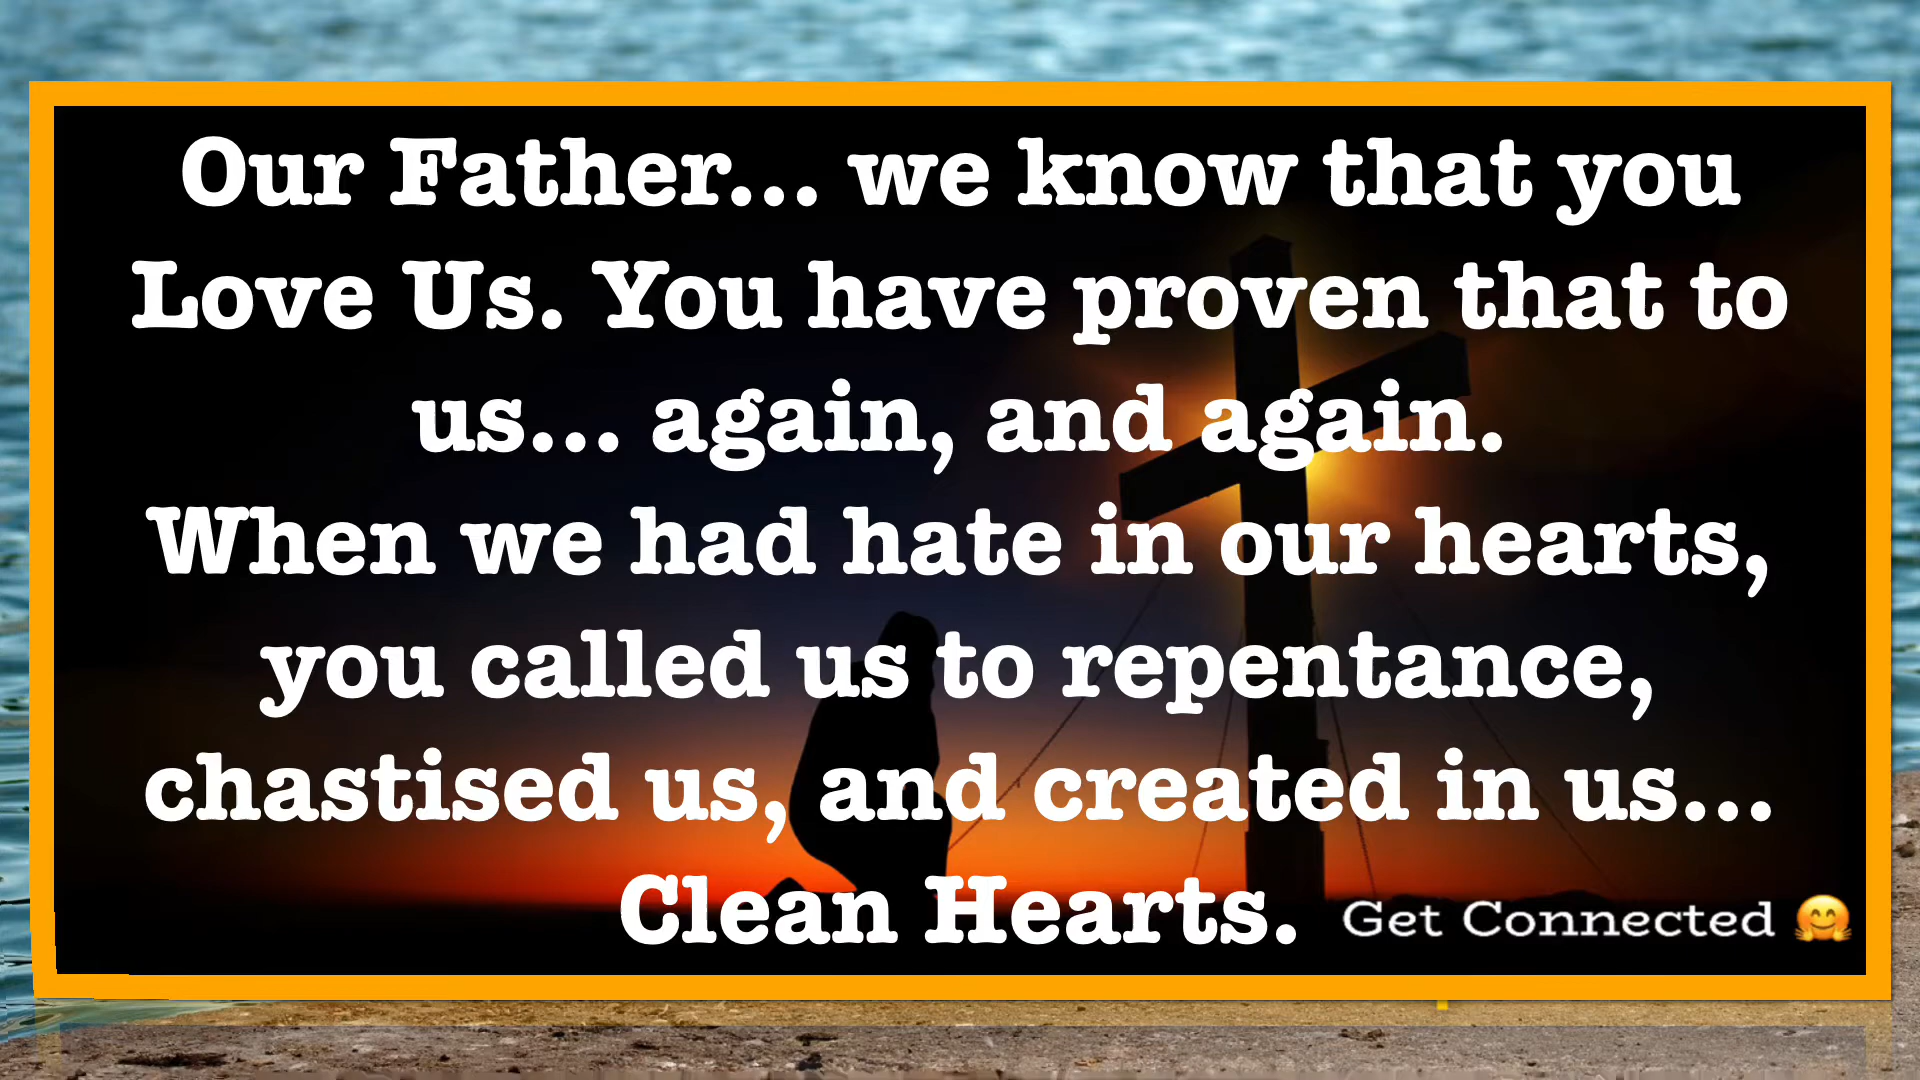 Our Father... we know that you
Love Us. You have proven that to
us... again, and again.
When we had hate in our hearts,
you called us to repentance,
chastised us, and created in us...
Clean Hearts.
Get Connected 🤗